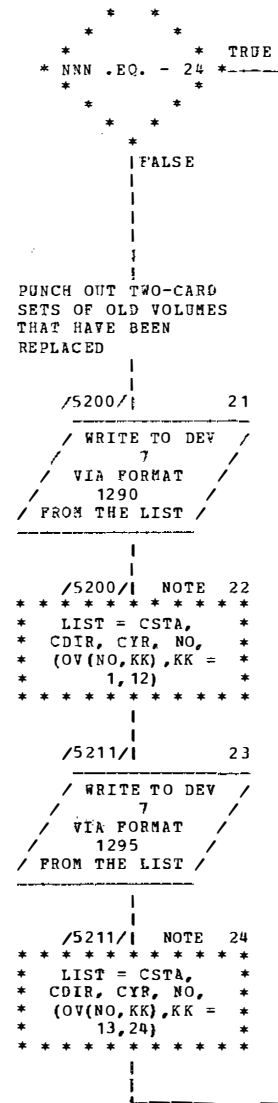 TRUE
NNN .EQ. - 24
FALSE
PUNCH OUT TWO-CARD
SETS OF OLD VOLUMES
THAT HAVE BEEN
REPLACED
/5200/ 21
WRITE TO DEV
7
VIA FORMAT
1290
FROM THE LIST
/5200/ NOTE 22
LIST = CSTA,
CDIR, CYR, NO,
(OV(NO,KK),KK =
1,12)
/5211/ 23
WRITE TO DEV
7
VIA FORMAT
1295
FROM THE LIST
/5211/ NOTE 24
LIST = CSTA,
CDIR, CYR, NO,
(OV(NO,KK),KK =
13,24)